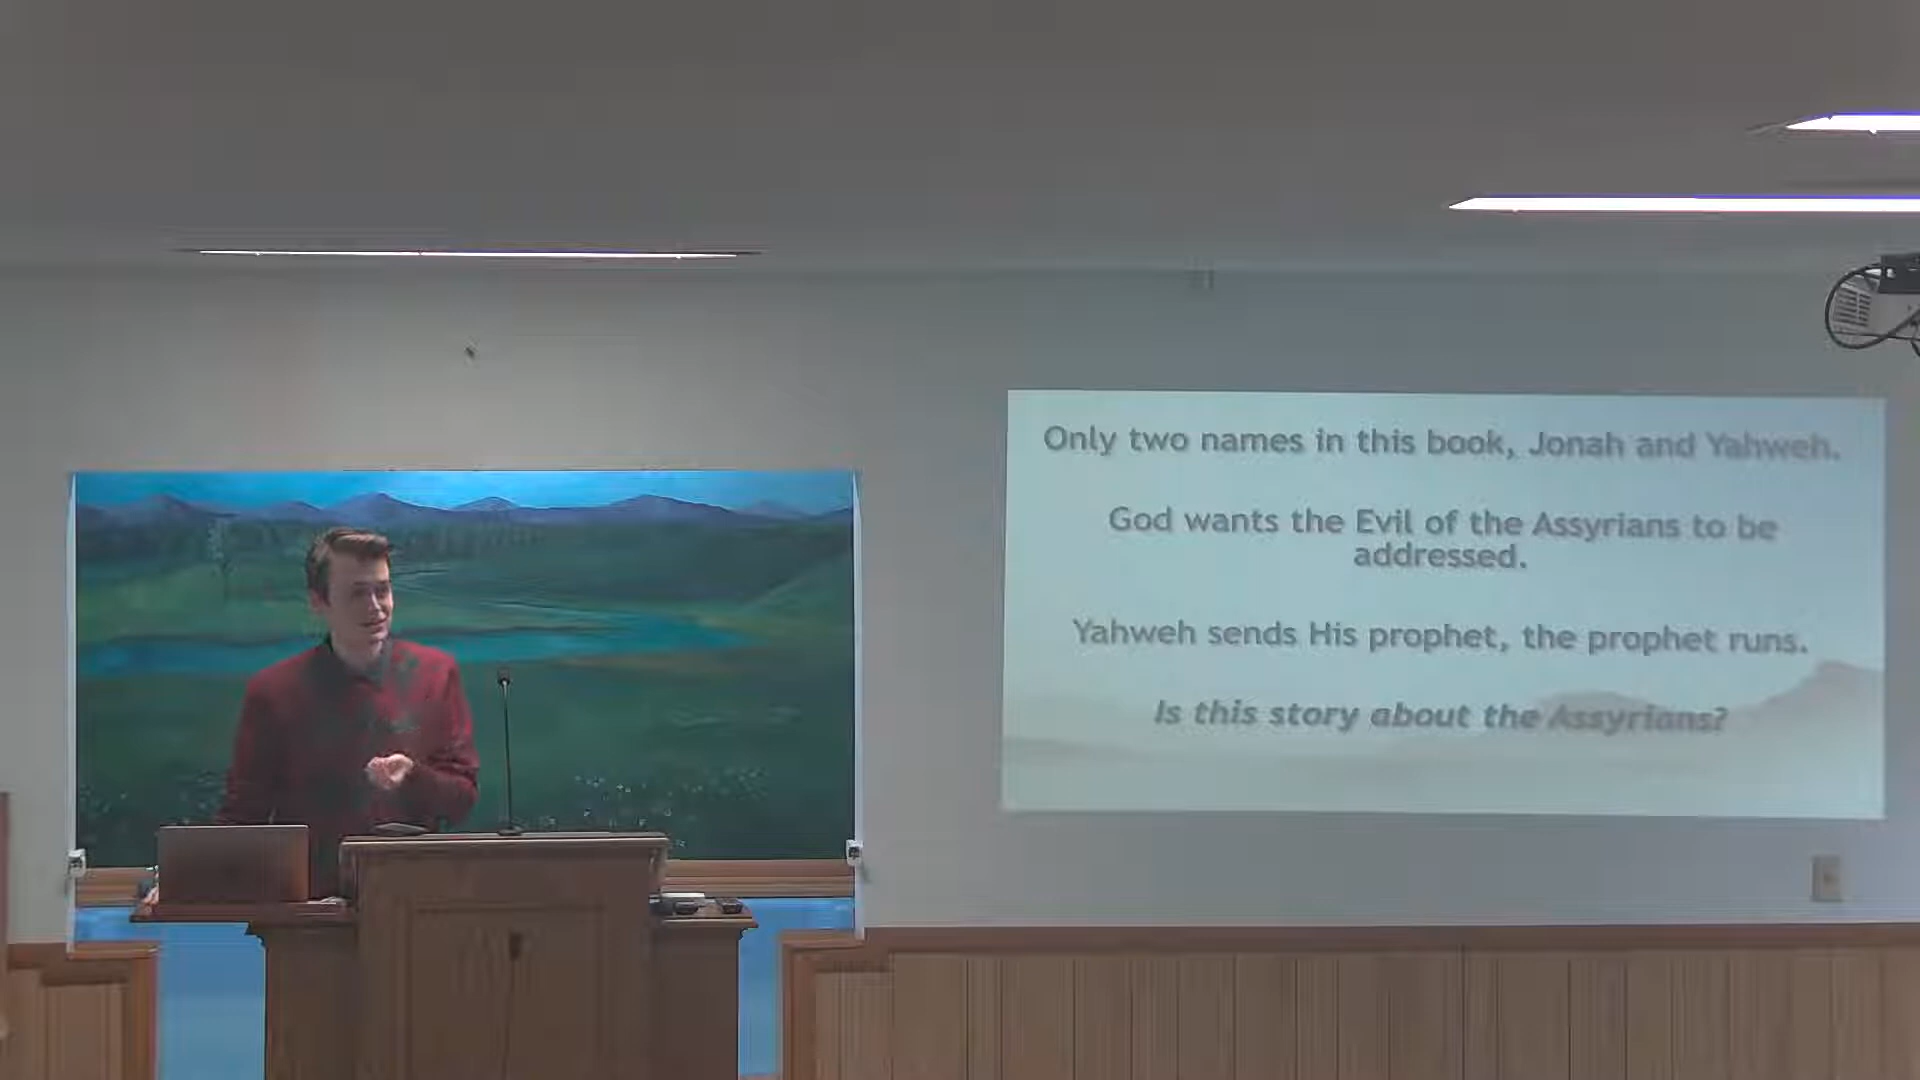 Only two names in this book, Jonah and Yahweh.
God wants the Evil of the Assyrians to be
addressed.
Yahweh sends His prophet, the prophet runs.
Is this story about the Assyrians?